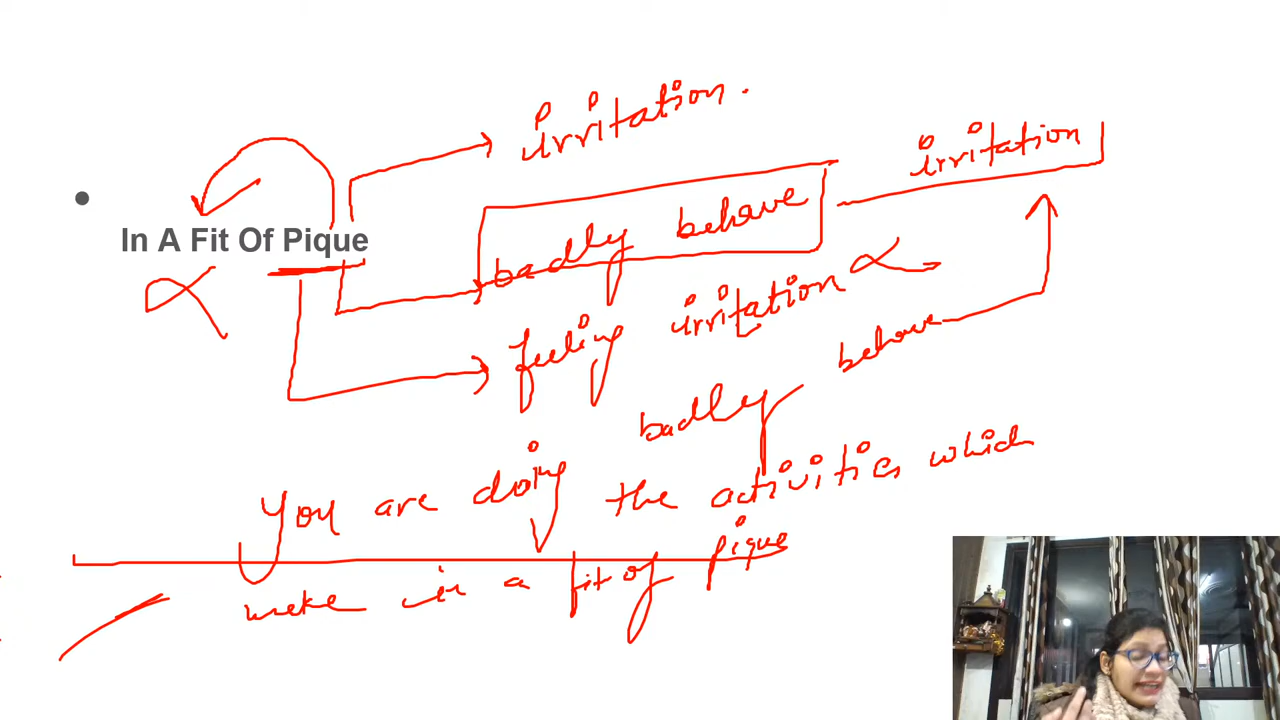 irritation.
irritation
badly behave
In A Fit Of Pique
feeling irritation
badly behave
You are doing the activities which
make in a fit of pique